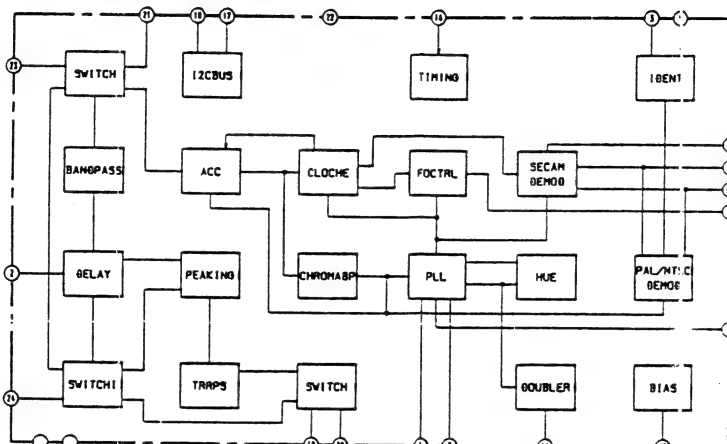 21 18 17 22 16 3
23
SWITCH
I2CBUS
TIMING
IDENT
BANDPASS
ACC
CLOCHE
FOCTRL
SECAM
DEMOD
2
DELAY
PEAKING
CHROMABP
PLL
HUE
PAL/NTSC
DEMOD
SWITCH1
TRAPS
SWITCH
DOUBLER
BIAS
24